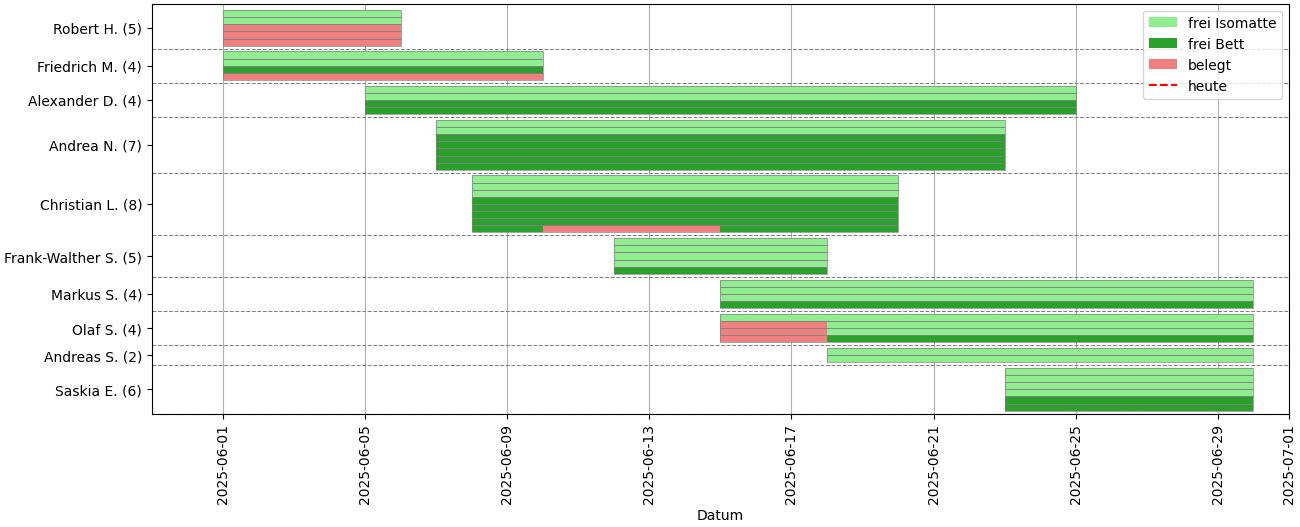 Robert H. (5)
Friedrich M. (4)
Alexander D. (4)
Andrea N. (7)
Christian L. (8)
Frank-Walther S. (5)
Markus S. (4)
Olaf S. (4)
Andreas S. (2)
Saskia E. (6)
frei Isomatte
frei Bett
belegt
heute
2025-06-01
2025-06-05
2025-06-09
2025-06-13
2025-06-17
2025-06-21
2025-06-25
2025-06-29
2025-07-01
Datum